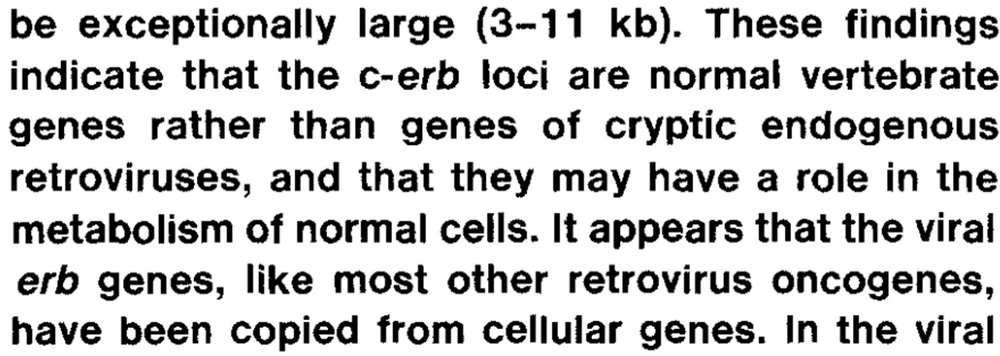 be exceptionally large (3–11 kb). These findings
indicate that the c-erb loci are normal vertebrate
genes rather than genes of cryptic endogenous
retroviruses, and that they may have a role in the
metabolism of normal cells. It appears that the viral
erb genes, like most other retrovirus oncogenes,
have been copied from cellular genes. In the viral